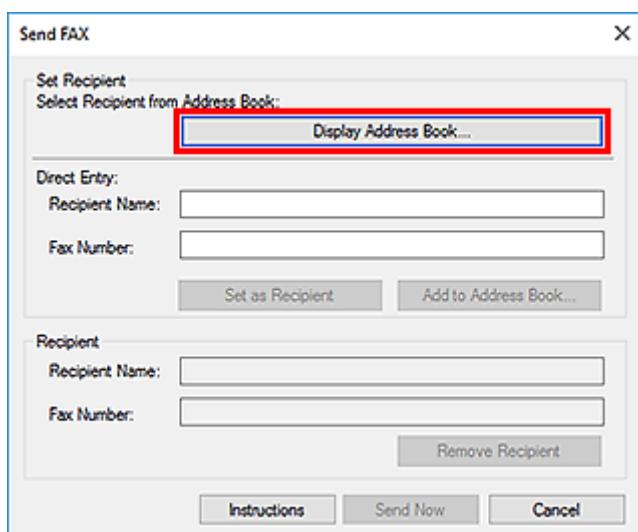 Send FAX
Set Recipient
Select Recipient from Address Book:
Display Address Book...
Direct Entry:
Recipient Name:
Fax Number:
Set as Recipient Add to Address Book...
Recipient
Recipient Name:
Fax Number:
Remove Recipient
Instructions Send Now Cancel